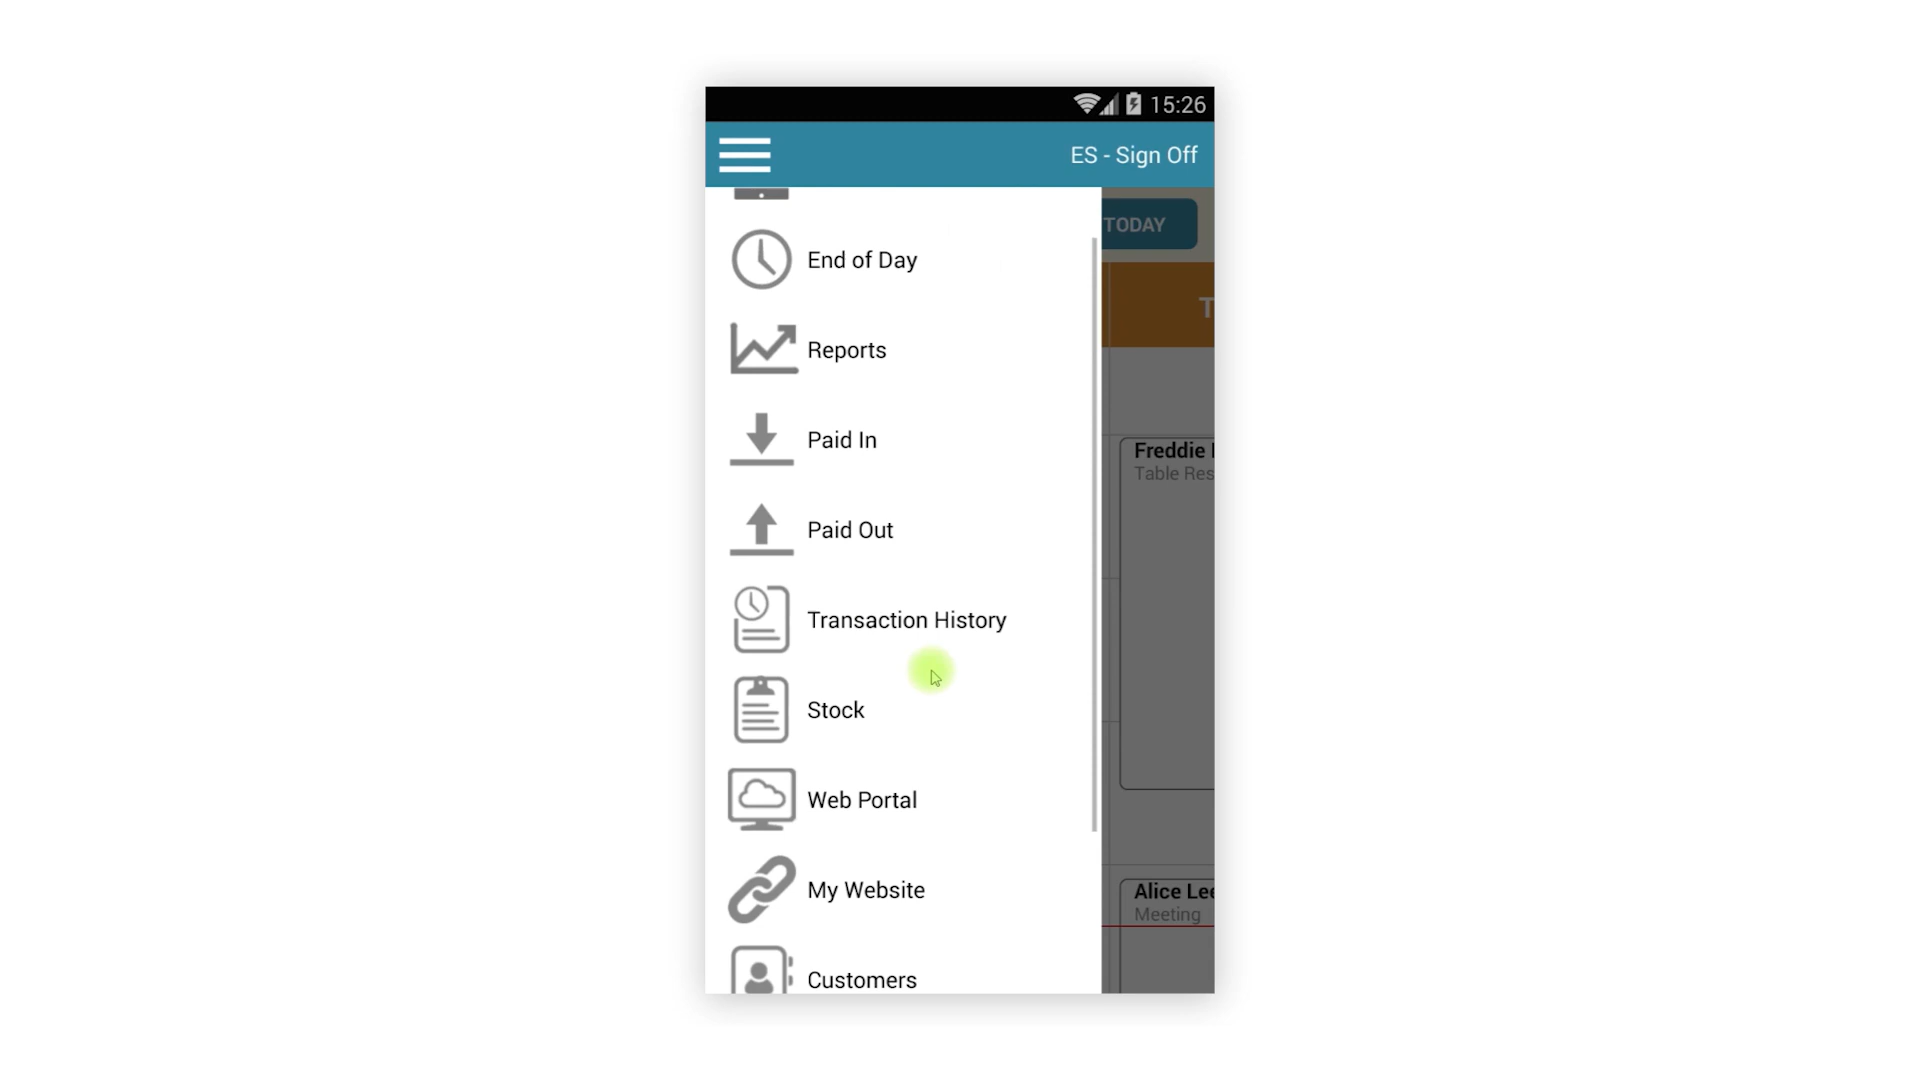 15:26
ES - Sign Off
TODAY
End of Day
T
Reports
Paid In
Freddie
Table Res
Paid Out
Transaction History
Stock
Web Portal
My Website
Alice Lee
Meeting
Customers